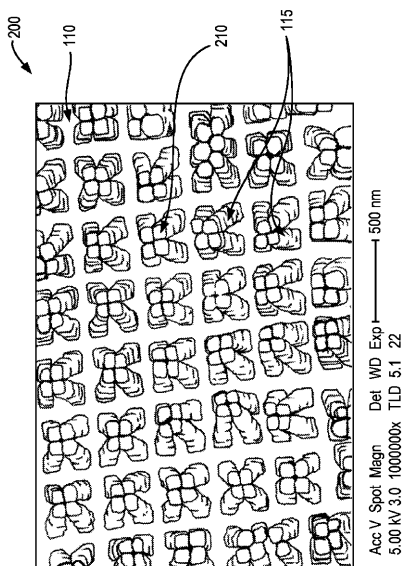 200
110
210
115
Acc V Spot Magn Det WD Exp 500 nm
5.00 kV 3.0 1000000x TLD 5.1 22